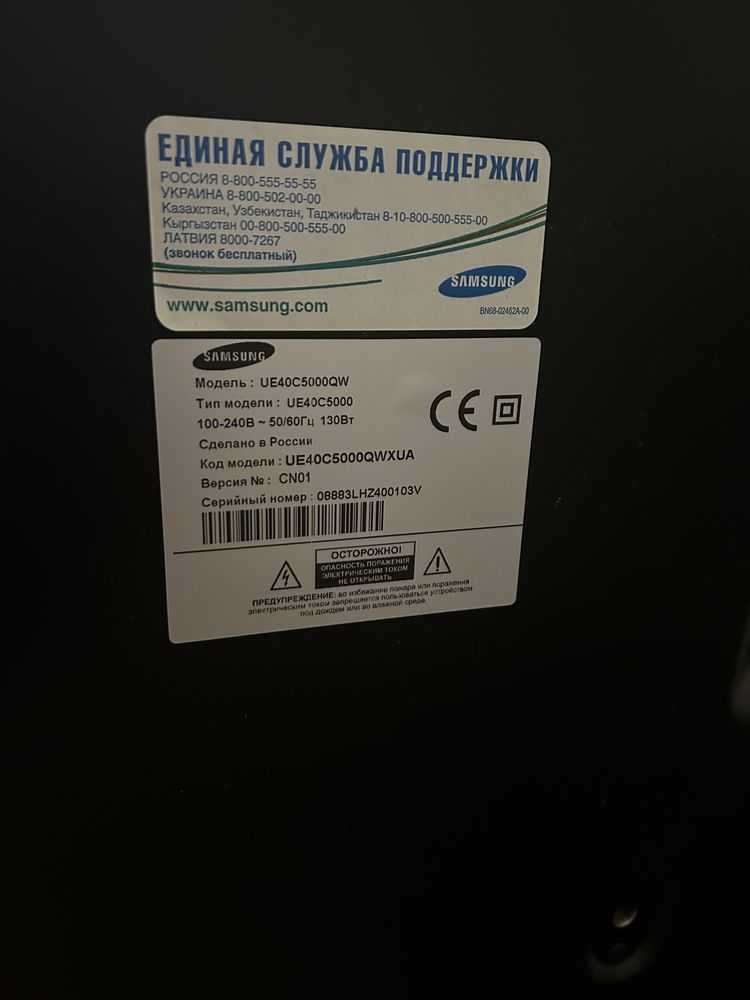 ЕДИНАЯ СЛУЖБА ПОДДЕРЖКИ
РОССИЯ 8-800-555-55-55
УКРАИНА 8-800-502-00-00
Казахстан, Узбекистан, Таджикистан 8-10-800-500-555-00
Кыргызстан 00-800-500-555-00
ЛАТВИЯ 8000-7267
(звонок бесплатный)
SAMSUNG
www.samsung.com
BN68-02462A-00
SAMSUNG
Модель : UE40C5000QW
Тип модели : UE40C5000
100-240В ~ 50/60Гц 130Вт
Сделано в России
Код модели : UE40C5000QWXUA
Версия № : CN01
Серийный номер : 08883LHZ400103V
CE
ОСТОРОЖНО!
ОПАСНОСТЬ ПОРАЖЕНИЯ
ЭЛЕКТРИЧЕСКИМ ТОКОМ
НЕ ОТКРЫВАТЬ
ПРЕДУПРЕЖДЕНИЕ: во избежание пожара или поражения
электрическим током запрещается пользоваться устройством
под дождем или во влажной среде.